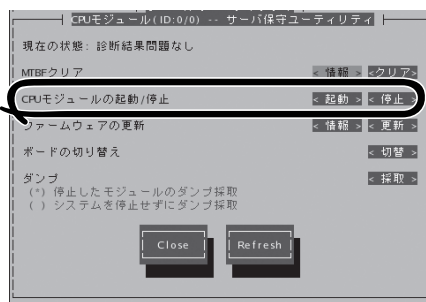 CPUモジュール(ID:0/0) -- サーバ保守ユーティリティ
現在の状態: 診断結果問題なし
MTBFクリア < 情報 > <クリア>
CPUモジュールの起動/停止 < 起動 > < 停止 >
ファームウェアの更新 < 情報 > < 更新 >
ボードの切り替え < 切替 >
ダンプ < 採取 >
(*) 停止したモジュールのダンプ採取
( ) システムを停止せずにダンプ採取
Close Refresh